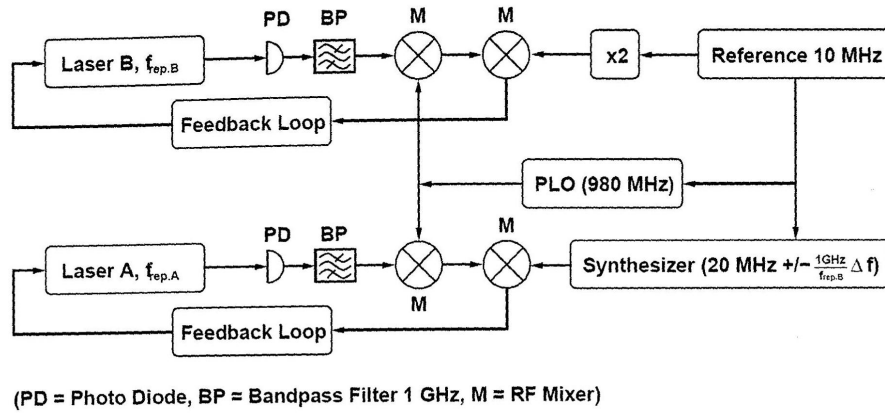 PD BP M M
Laser B, f_rep.B x2 Reference 10 MHz
Feedback Loop
PLO (980 MHz)
PD BP M
Laser A, f_rep.A Synthesizer (20 MHz +/− 1GHz/f_rep.B Δ f)
M
Feedback Loop
(PD = Photo Diode, BP = Bandpass Filter 1 GHz, M = RF Mixer)